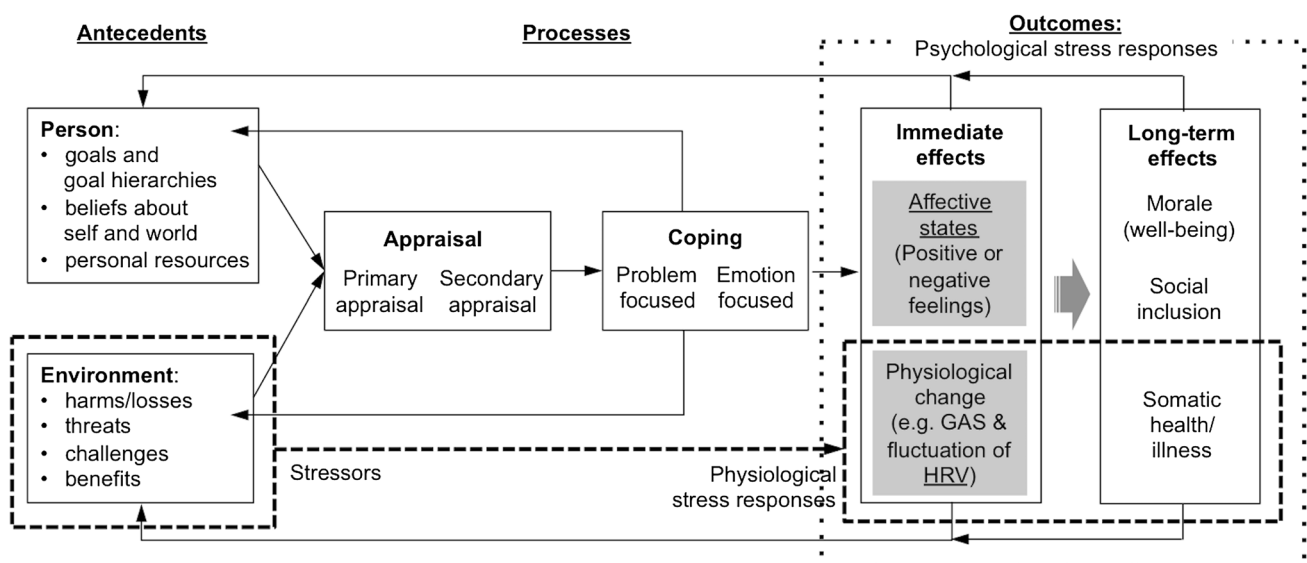 Antecedents
Processes
Outcomes:
Psychological stress responses
Person:
• goals and
goal hierarchies
• beliefs about
self and world
• personal resources
Environment:
• harms/losses
• threats
• challenges
• benefits
Appraisal
Primary
appraisal
Secondary
appraisal
Coping
Problem
focused
Emotion
focused
Stressors
Physiological
stress responses
Immediate
effects
Affective
states
(Positive or
negative
feelings)
Physiological
change
(e.g. GAS &
fluctuation of
HRV)
Long-term
effects
Morale
(well-being)
Social
inclusion
Somatic
health/
illness